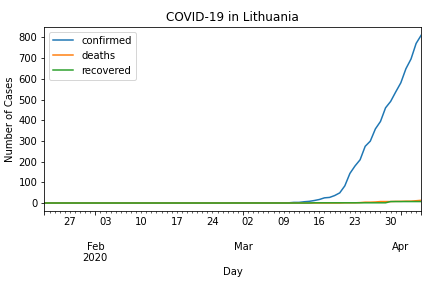 COVID-19 in Lithuania
confirmed
deaths
recovered
800
700
600
500
400
300
200
100
0
Number of Cases
27 03 10 17 24 02 09 16 23 30
Feb Mar Apr
2020
Day